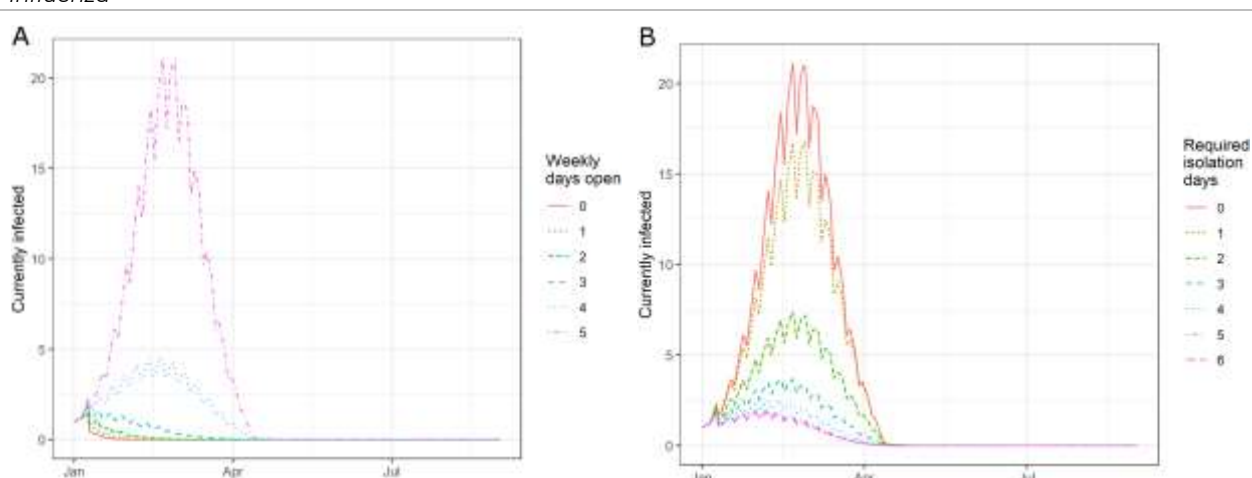 Influenza
A
20
15
10
5
0
Currently infected
Jan
Apr
Jul
Weekly
days open
0
1
2
3
4
5
B
20
15
10
5
0
Currently infected
Jan
Apr
Jul
Required
isolation
days
0
1
2
3
4
5
6